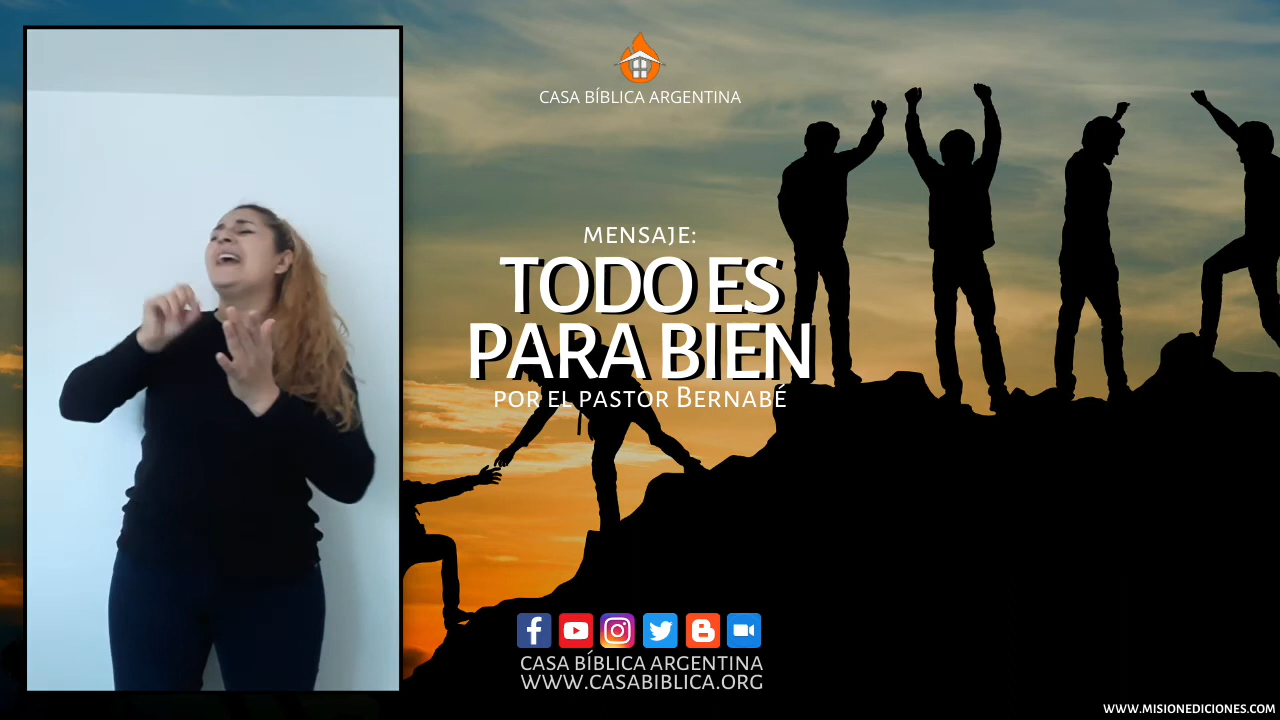 CASA BÍBLICA ARGENTINA
MENSAJE:
TODO ES
PARA BIEN
POR EL PASTOR BERNABÉ
CASA BÍBLICA ARGENTINA
WWW.CASABIBLICA.ORG
WWW.MISIONEDICIONES.COM